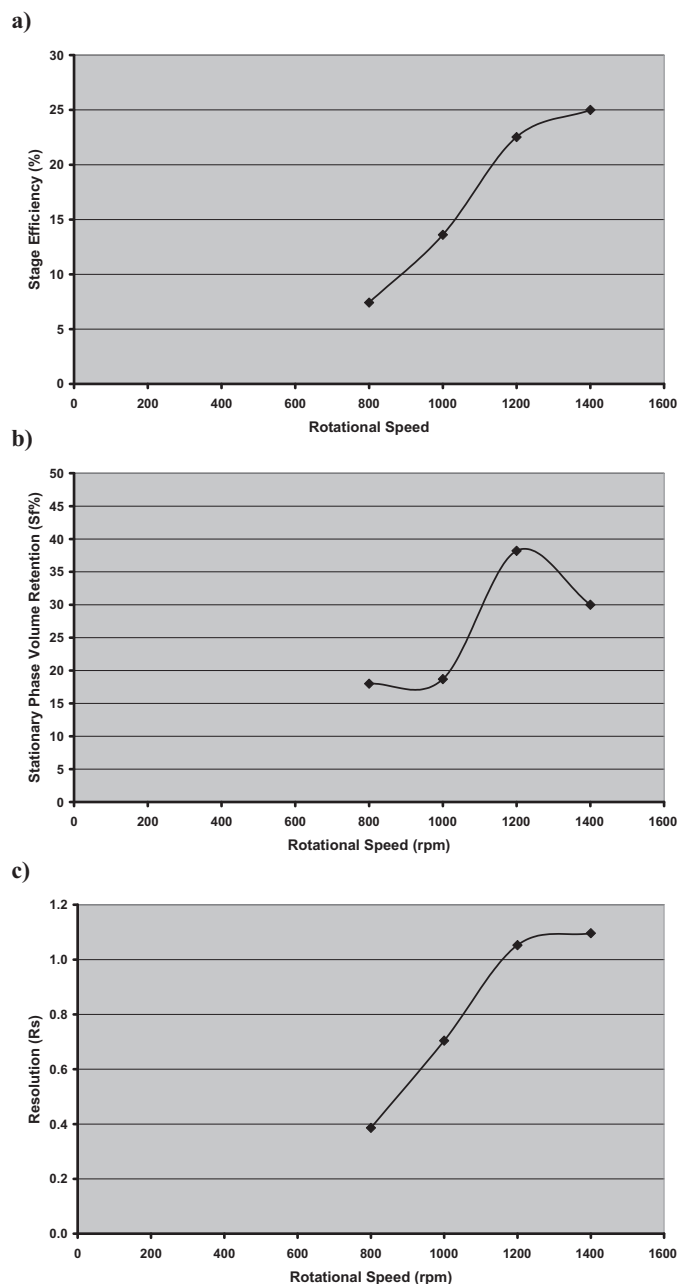 a)
30
25
20
15
10
5
0
Stage Efficiency (%)
0 200 400 600 800 1000 1200 1400 1600
Rotational Speed
b)
50
45
40
35
30
25
20
15
10
5
0
Stationary Phase Volume Retention (Sf%)
0 200 400 600 800 1000 1200 1400 1600
Rotational Speed (rpm)
c)
1.2
1.0
0.8
0.6
0.4
0.2
0.0
Resolution (Rs)
0 200 400 600 800 1000 1200 1400 1600
Rotational Speed (rpm)